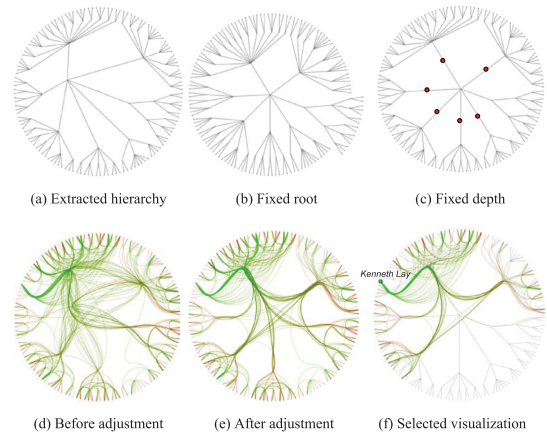 (a) Extracted hierarchy
(b) Fixed root
(c) Fixed depth
Kenneth Lay
(d) Before adjustment
(e) After adjustment
(f) Selected visualization